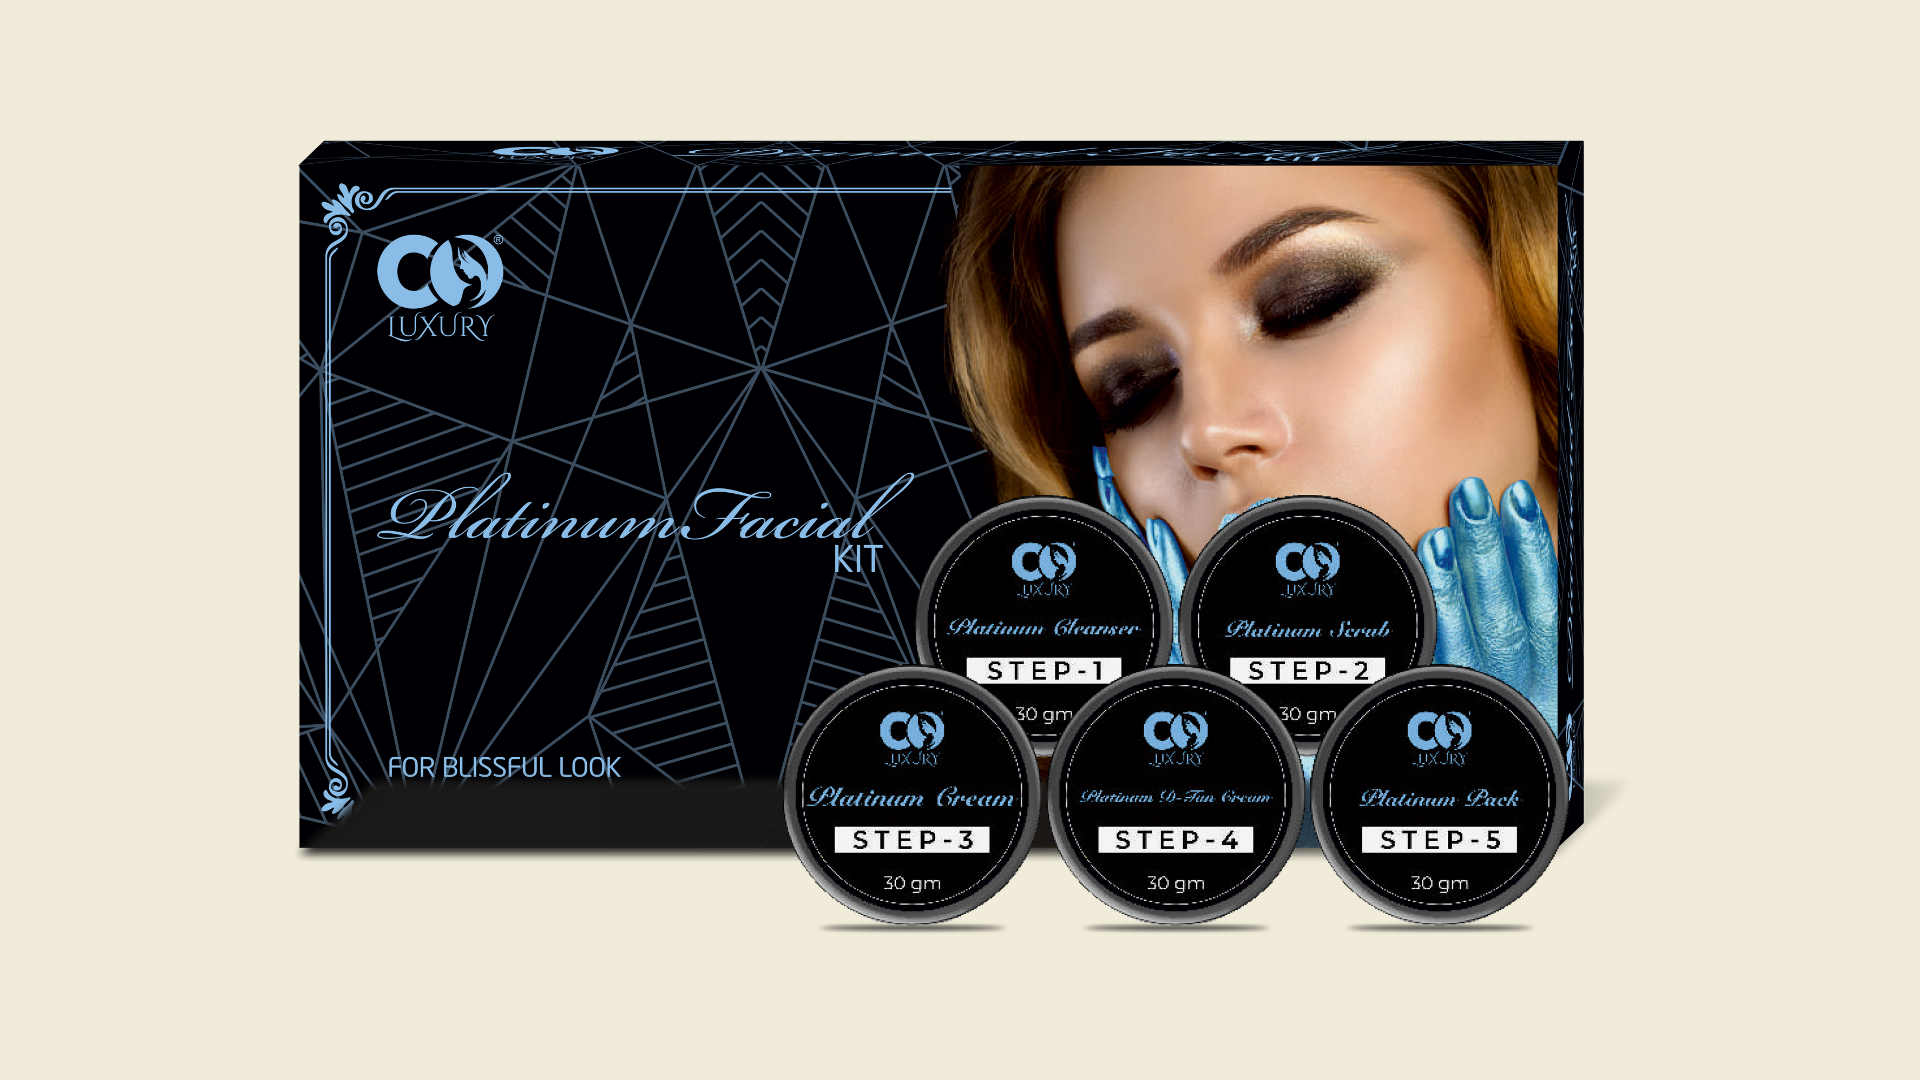 LUXURY
KIT
CO®
LUXURY
Platinum Facial
KIT
FOR BLISSFUL LOOK
CO
LUXURY
Platinum Cleanser
STEP-1
30 gm
CO
LUXURY
Platinum Scrub
STEP-2
30 gm
CO
LUXURY
Platinum Cream
STEP-3
30 gm
CO
LUXURY
Platinum D-Tan Cream
STEP-4
30 gm
CO
LUXURY
Platinum Pack
STEP-5
30 gm